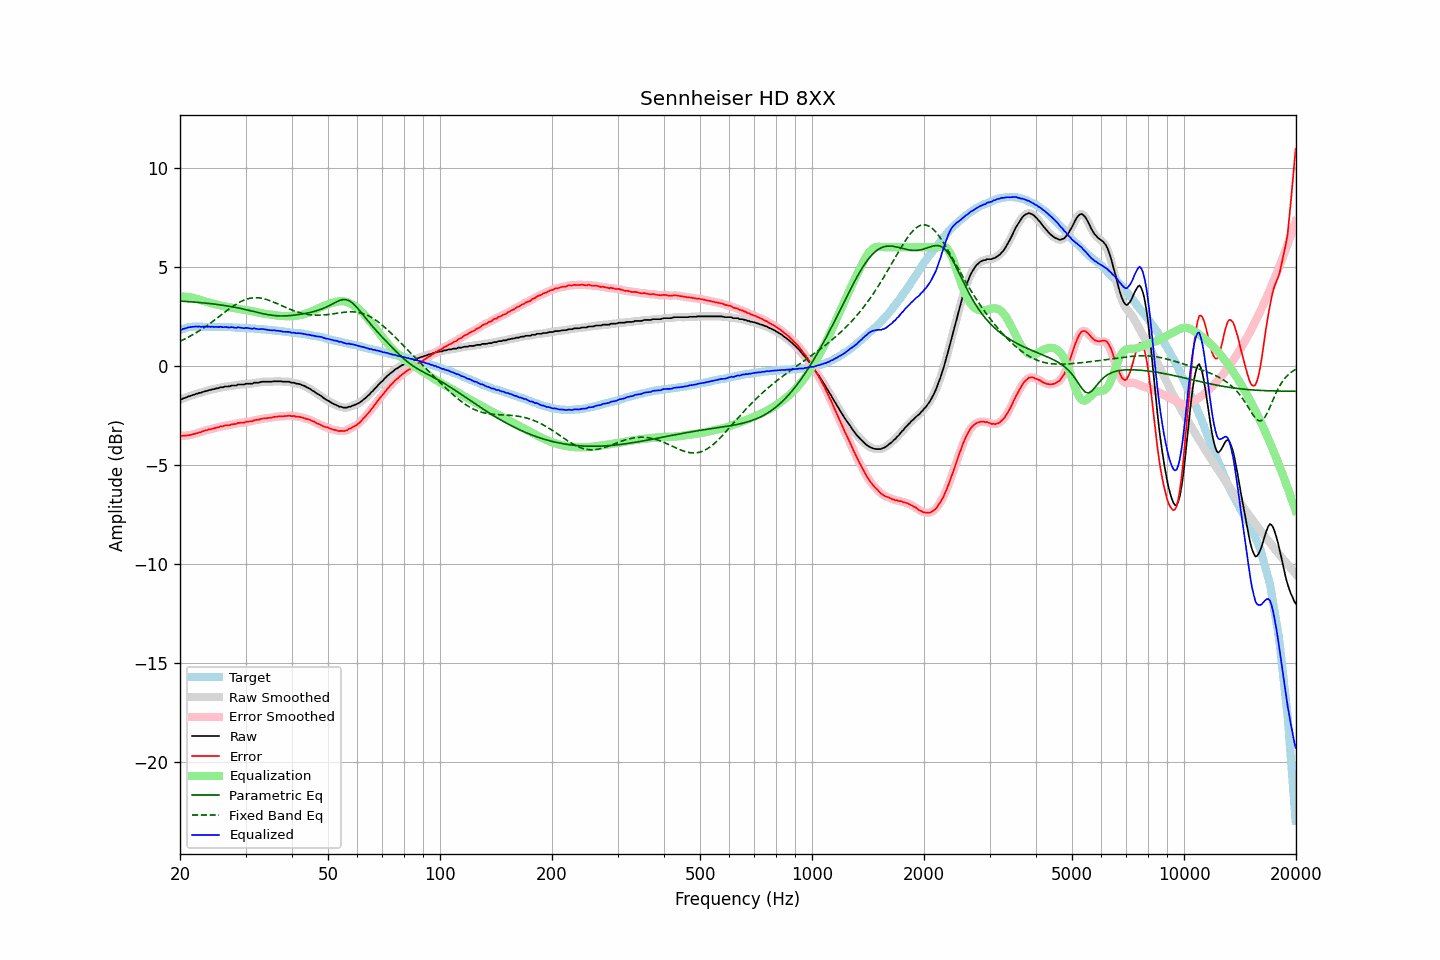 Sennheiser HD 8XX
Amplitude (dBr)
10
5
0
−5
−10
−15
−20
Target
Raw Smoothed
Error Smoothed
Raw
Error
Equalization
Parametric Eq
Fixed Band Eq
Equalized
20
50
100
200
500
1000
2000
5000
10000
20000
Frequency (Hz)